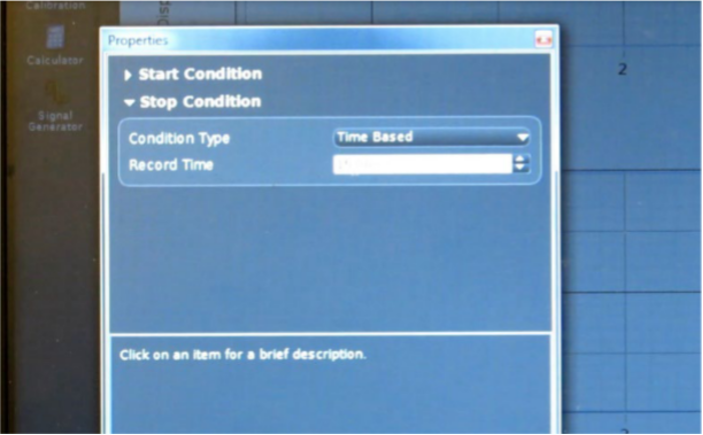 Calibration
Calculator
Signal
Generator
Properties
Start Condition
Stop Condition
Condition Type
Time Based
Record Time
Click on an item for a brief description.
2